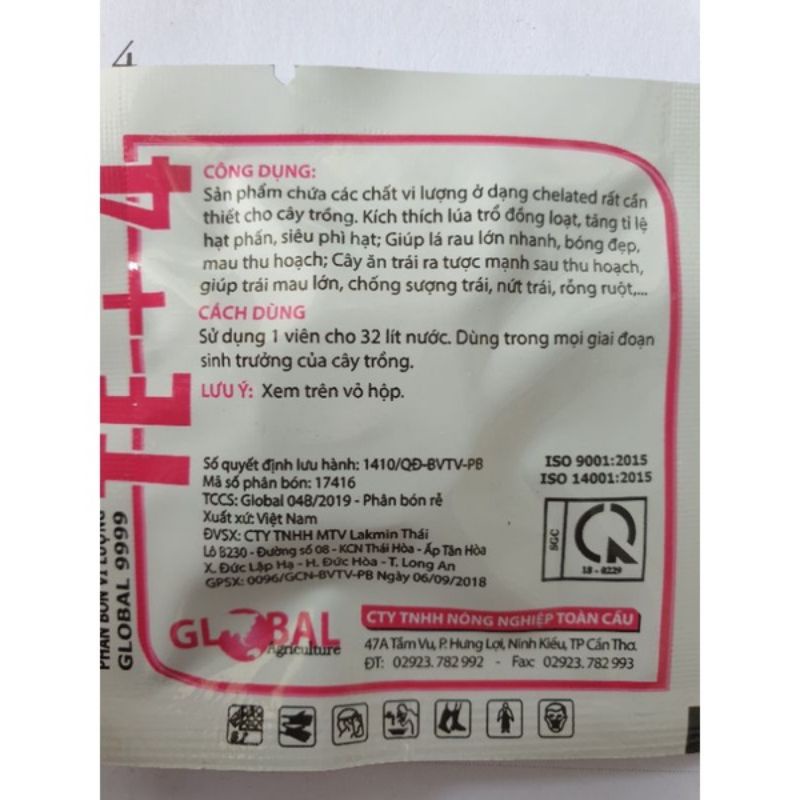 4
TE-+-4
PHÂN BÓN VI LƯỢNG
GLOBAL 9999
CÔNG DỤNG:
Sản phẩm chứa các chất vi lượng ở dạng chelated rất cần
thiết cho cây trồng. Kích thích lúa trổ đồng loạt, tăng tỉ lệ
hạt phấn, siêu phì hạt; Giúp lá rau lớn nhanh, bóng đẹp,
mau thu hoạch; Cây ăn trái ra tược mạnh sau thu hoạch,
giúp trái mau lớn, chống sượng trái, nứt trái, rỗng ruột,...
CÁCH DÙNG
Sử dụng 1 viên cho 32 lít nước. Dùng trong mọi giai đoạn
sinh trưởng của cây trồng.
LƯU Ý: Xem trên vỏ hộp.
Số quyết định lưu hành: 1410/QĐ-BVTV-PB
Mã số phân bón: 17416
TCCS: Global 04B/2019 - Phân bón rễ
Xuất xứ: Việt Nam
ĐVSX: CTY TNHH MTV Lakmin Thái
Lô B230 - Đường số 08 - KCN Thái Hòa - Ấp Tân Hòa
X. Đức Lập Hạ - H. Đức Hòa - T. Long An
GPSX: 0096/GCN-BVTV-PB Ngày 06/09/2018
ISO 9001:2015
ISO 14001:2015
SGC
18 - 0229
GLOBAL
Agriculture
CTY TNHH NÔNG NGHIỆP TOÀN CẦU
47A Tầm Vu, P. Hưng Lợi, Ninh Kiều, TP Cần Thơ.
ĐT: 02923. 782 992 - Fax: 02923. 782 993